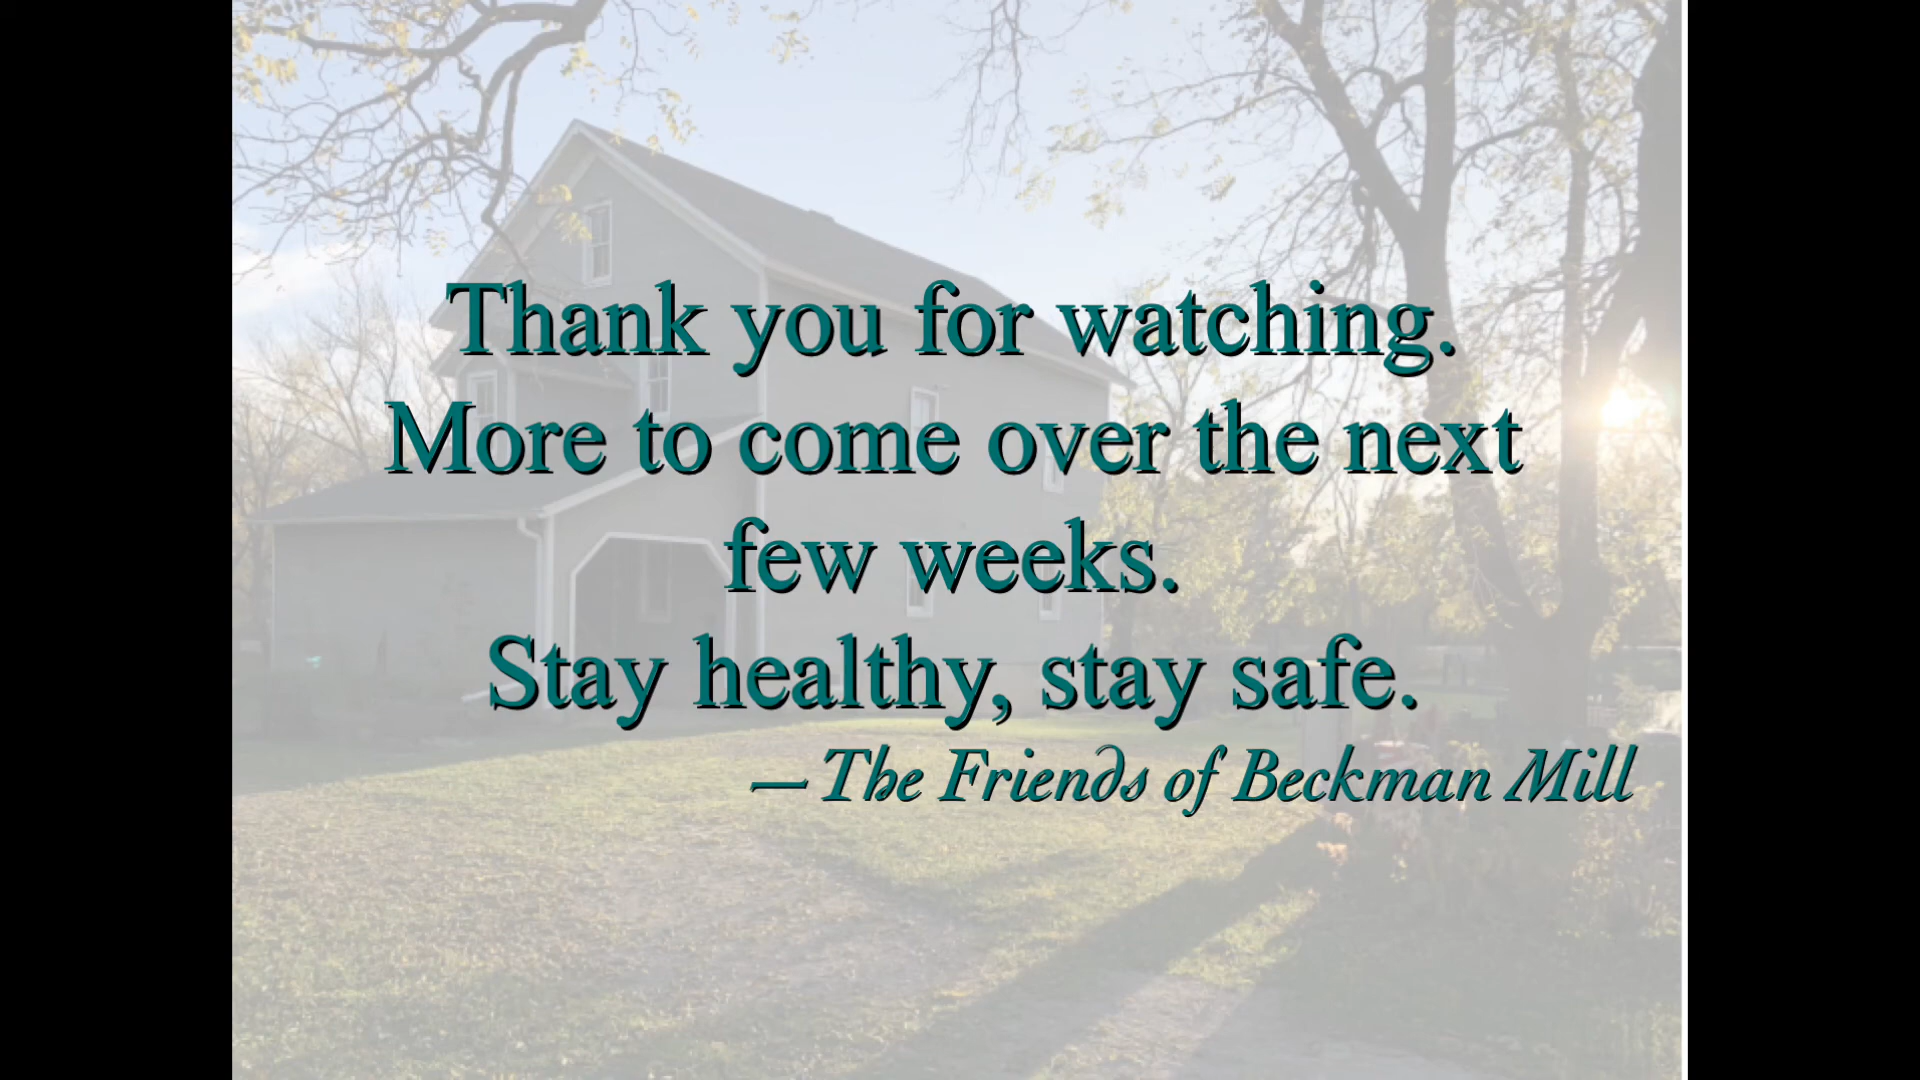 Thank you for watching.
More to come over the next
few weeks.
Stay healthy, stay safe.
– The Friends of Beckman Mill